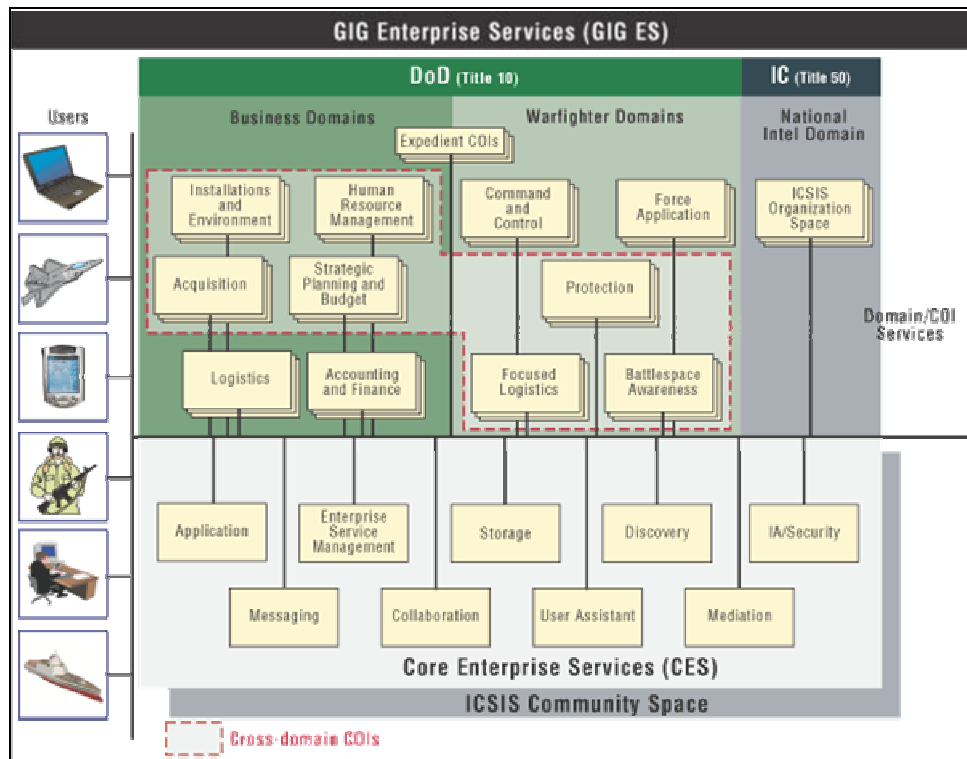 GIG Enterprise Services (GIG ES)
DoD (Title 10)
IC (Title 50)
Users
Business Domains
Warfighter Domains
National
Intel Domain
Expedient COIs
Installations
and
Environment
Human
Resource
Management
Command
and
Control
Force
Application
ICSIS
Organization
Space
Acquisition
Strategic
Planning and
Budget
Protection
Domain/COI
Services
Logistics
Accounting
and Finance
Focused
Logistics
Battlespace
Awareness
Application
Enterprise
Service
Management
Storage
Discovery
IA/Security
Messaging
Collaboration
User Assistant
Mediation
Core Enterprise Services (CES)
ICSIS Community Space
Cross-domain COIs